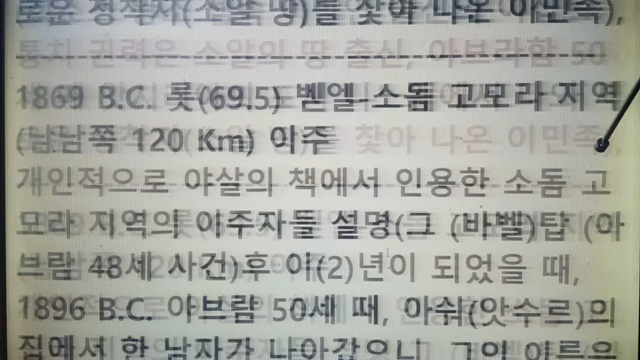 로운 정착지(소알 땅)를 찾아 나온 이민족),
통치 권력은 소알의 땅 출신, 아브라함 50
1869 B.C. 롯(69.5) 벧엘-소돔 고모라 지역
(남남쪽 120 Km) 이주
개인적으로 야살의 책에서 인용한 소돔 고
모라 지역의 이주자들 설명(그 (바벨)탑 (아
브람 48세 사건)후 이(2)년이 되었을 때,
1896 B.C. 아브람 50세 때, 아쉬(앗수르)의
집에서 한 남자가 나아갔으니, 그의 이름은